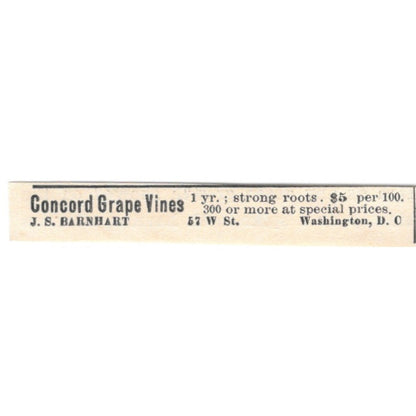 Concord Grape Vines 1 yr.; strong roots. $5 per 100.
300 or more at special prices.
J. S. BARNHART 57 W St. Washington, D. C